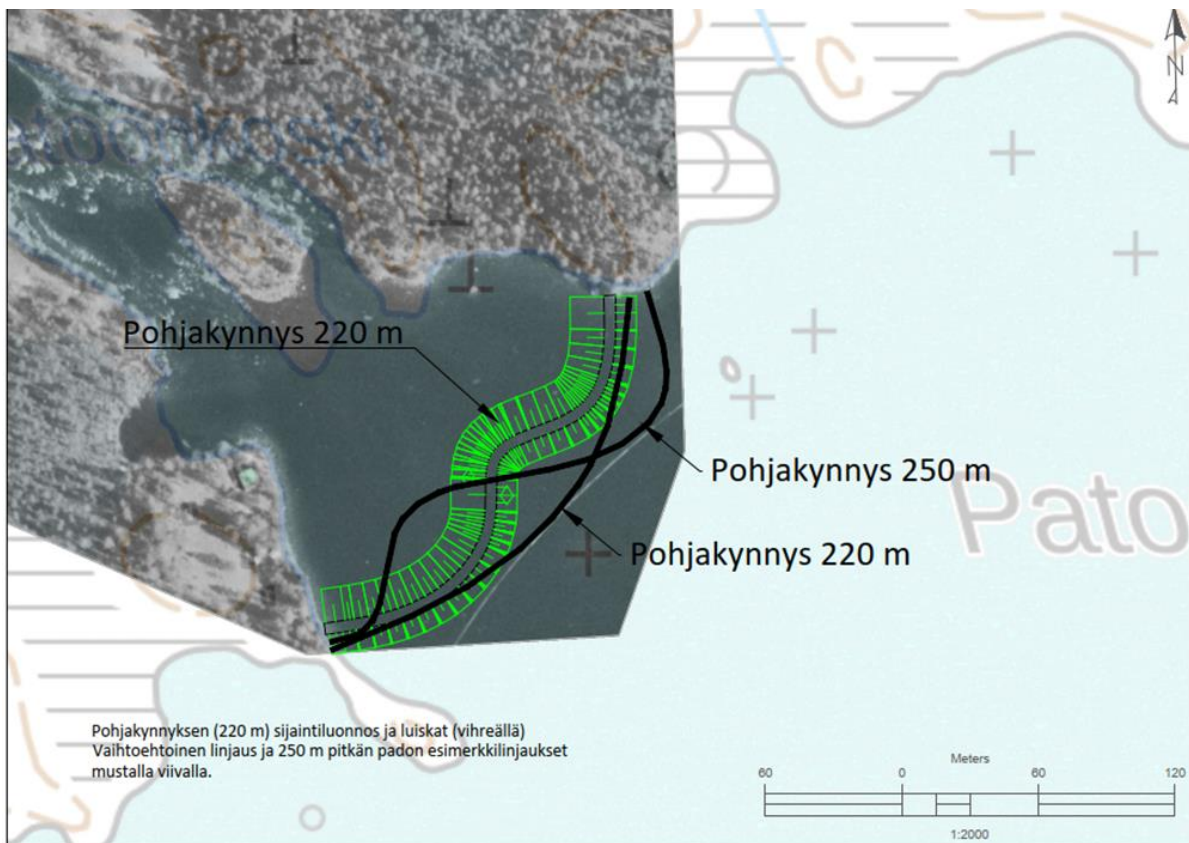 N
toonkoski
Pohjakynnys 220 m
Pohjakynnys 250 m
Pato
Pohjakynnys 220 m
Pohjakynnyksen (220 m) sijaintiluonnos ja luiskat (vihreällä)
Vaihtoehtoinen linjaus ja 250 m pitkän padon esimerkkilinjaukset
mustalla viivalla.
Meters
60 0 60 120
1:2000